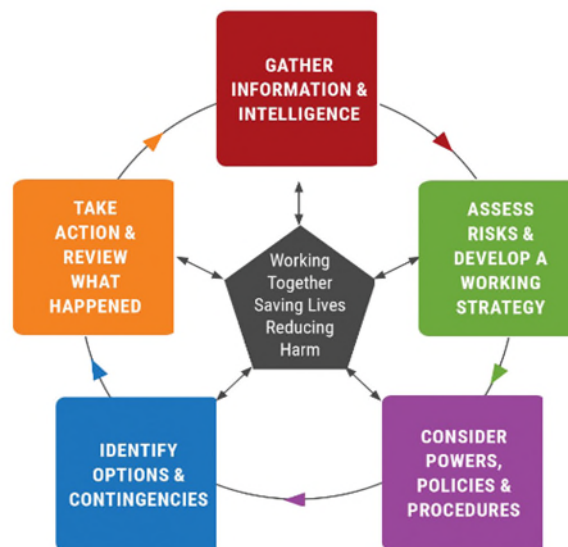 GATHER
INFORMATION &
INTELLIGENCE
ASSESS
RISKS &
DEVELOP A
WORKING
STRATEGY
CONSIDER
POWERS,
POLICIES &
PROCEDURES
IDENTIFY
OPTIONS &
CONTINGENCIES
TAKE
ACTION &
REVIEW
WHAT
HAPPENED
Working
Together
Saving Lives
Reducing
Harm